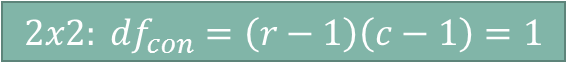 2x2: df_con = (r − 1)(c − 1) = 1